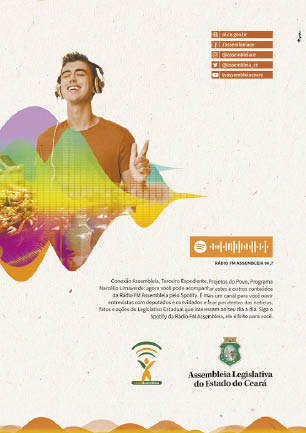 al.ce.gov.br
/assembleiace
@assembleiace
@assembleia_ce
RÁDIO FM ASSEMBLEIA 96,7
Conexão Assembleia, Terceiro Expediente, Projetos do Povo, Programa
Narcélio Limaverde: agora você pode acompanhar estes e outros conteúdos
da Rádio FM Assembleia pelo Spotify. É mais um canal para você ouvir
entrevistas com deputados e convidados e ficar por dentro das notícias,
fatos e ações do Legislativo Estadual que interessam ao seu dia a dia. Siga o
Spotify da Rádio FM Assembleia, ele é feito para você.
Assembleia Legislativa
do Estado do Ceará